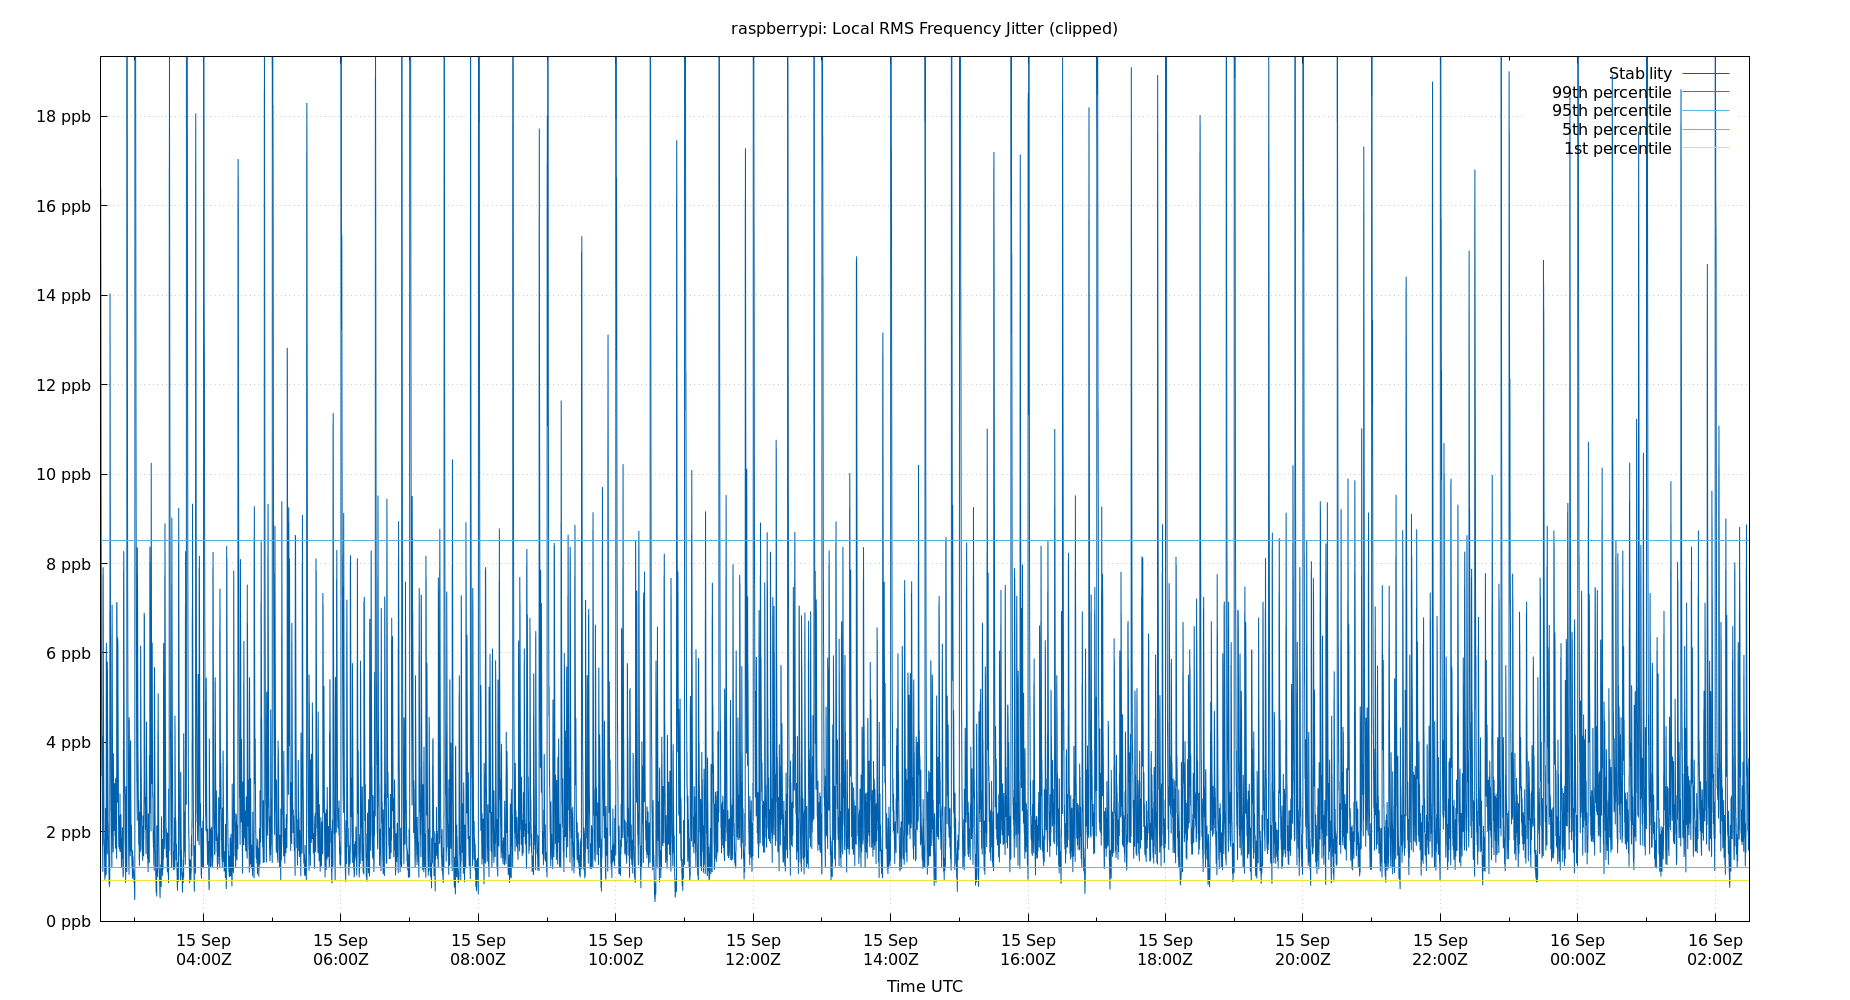 raspberrypi: Local RMS Frequency Jitter (clipped)
Stability
99th percentile
95th percentile
5th percentile
1st percentile
18 ppb
16 ppb
14 ppb
12 ppb
10 ppb
8 ppb
6 ppb
4 ppb
2 ppb
0 ppb
15 Sep 15 Sep 15 Sep 15 Sep 15 Sep 15 Sep 15 Sep 15 Sep 15 Sep 15 Sep 16 Sep 16 Sep
04:00Z 06:00Z 08:00Z 10:00Z 12:00Z 14:00Z 16:00Z 18:00Z 20:00Z 22:00Z 00:00Z 02:00Z
Time UTC